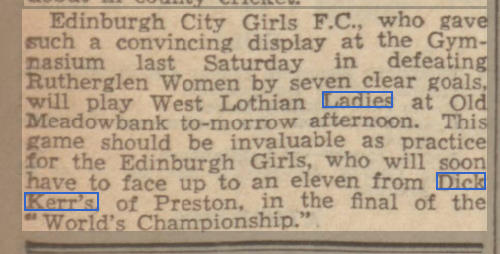 Edinburgh City Girls F.C., who gave
such a convincing display at the Gym-
nasium last Saturday in defeating
Rutherglen Women by seven clear goals,
will play West Lothian Ladies at Old
Meadowbank to-morrow afternoon. This
game should be invaluable as practice
for the Edinburgh Girls, who will soon
have to face up to an eleven from Dick
Kerr's of Preston, in the final of the
"World's Championship."